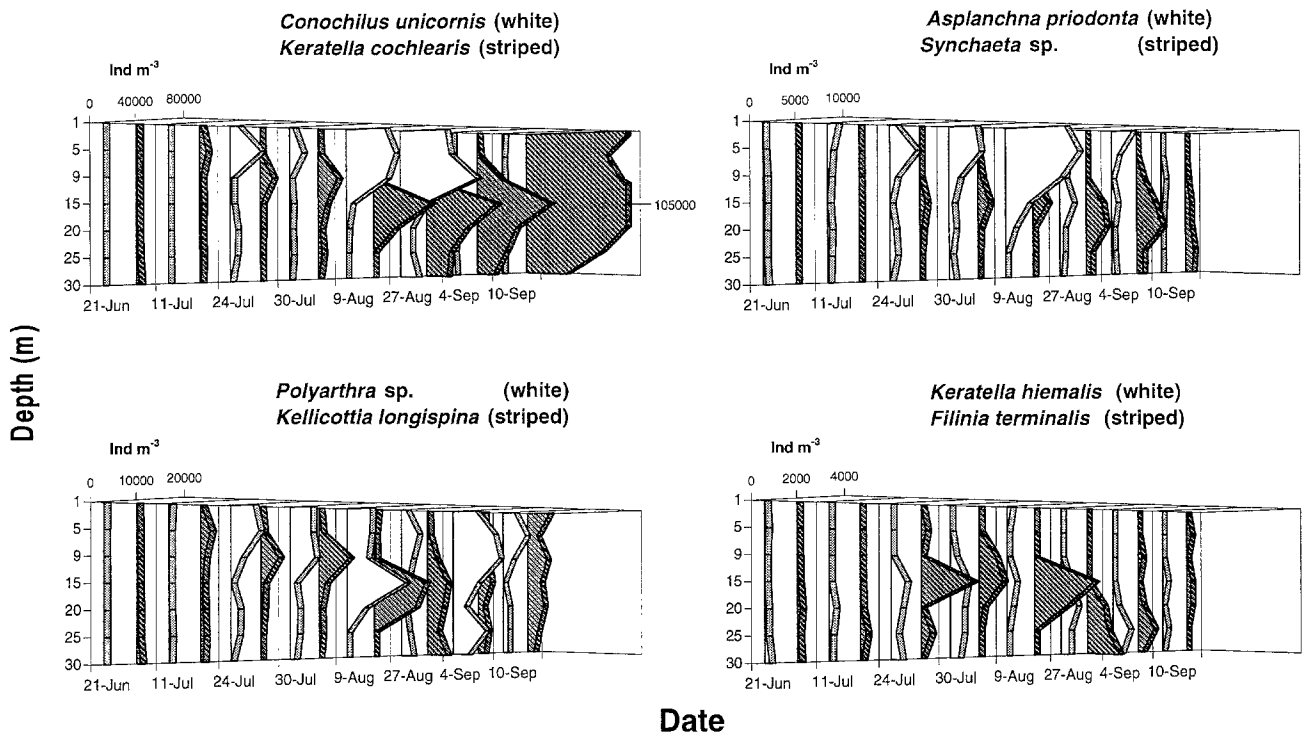 Conochilus unicornis (white)
Keratella cochlearis (striped)
Ind m-3
0 40000 80000
1
5
9
15
20
25
30
105000
21-Jun 11-Jul 24-Jul 30-Jul 9-Aug 27-Aug 4-Sep 10-Sep
Asplanchna priodonta (white)
Synchaeta sp. (striped)
Ind m-3
0 5000 10000
1
5
9
15
20
25
30
21-Jun 11-Jul 24-Jul 30-Jul 9-Aug 27-Aug 4-Sep 10-Sep
Depth (m)
Polyarthra sp. (white)
Kellicottia longispina (striped)
Ind m-3
0 10000 20000
1
5
9
15
20
25
30
21-Jun 11-Jul 24-Jul 30-Jul 9-Aug 27-Aug 4-Sep 10-Sep
Keratella hiemalis (white)
Filinia terminalis (striped)
Ind m-3
0 2000 4000
1
5
9
15
20
25
30
21-Jun 11-Jul 24-Jul 30-Jul 9-Aug 27-Aug 4-Sep 10-Sep
Date